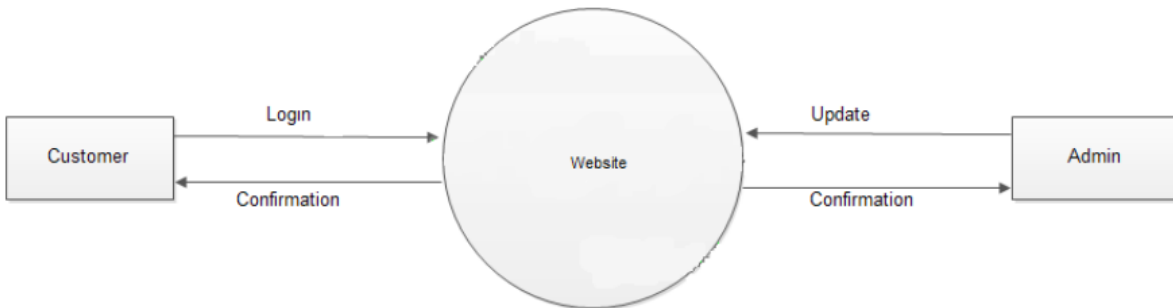 Login
Update
Customer
Website
Admin
Confirmation
Confirmation